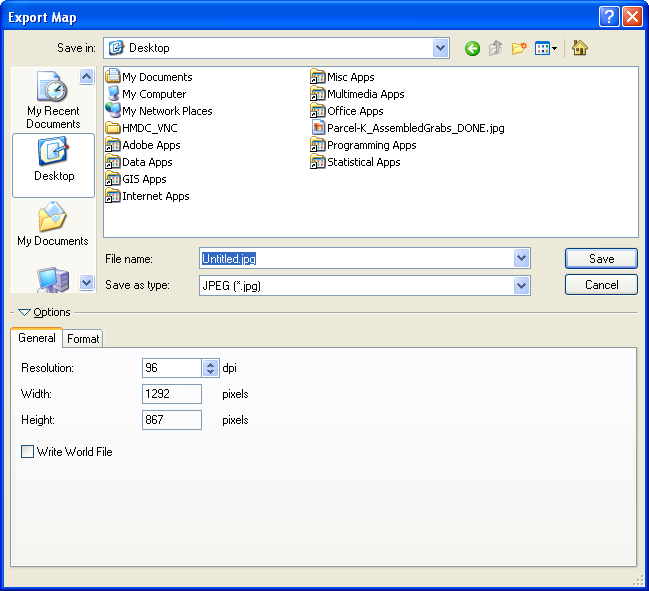 Export Map
Save in: Desktop
My Recent
Documents
Desktop
My Documents
My Documents
My Computer
My Network Places
HMDC_VNC
Adobe Apps
Data Apps
GIS Apps
Internet Apps
Misc Apps
Multimedia Apps
Office Apps
Parcel-K_AssembledGrabs_DONE.jpg
Programming Apps
Statistical Apps
File name: Untitled.jpg
Save
Save as type: JPEG (*.jpg)
Cancel
Options
General Format
Resolution: 96 dpi
Width: 1292 pixels
Height: 867 pixels
Write World File